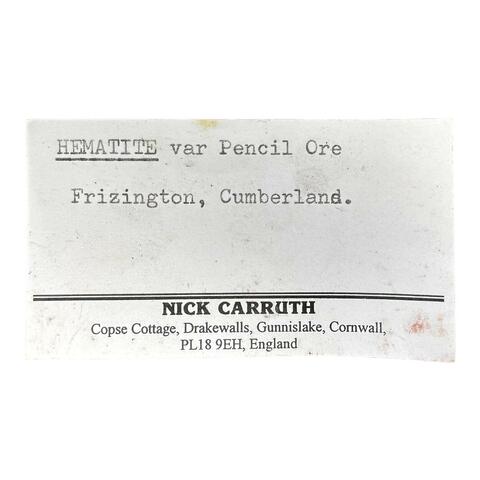 HEMATITE var Pencil Ore
Frizington, Cumberland.
NICK CARRUTH
Copse Cottage, Drakewalls, Gunnislake, Cornwall,
PL18 9EH, England